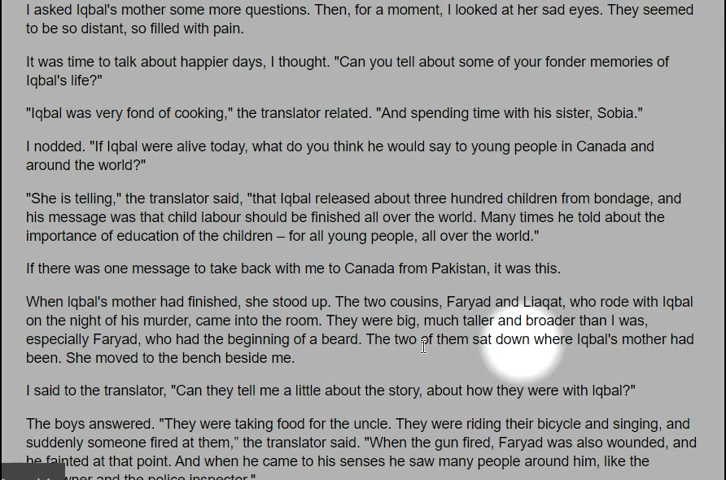 I asked Iqbal's mother some more questions. Then, for a moment, I looked at her sad eyes. They seemed
to be so distant, so filled with pain.
It was time to talk about happier days, I thought. "Can you tell about some of your fonder memories of
Iqbal's life?"
"Iqbal was very fond of cooking," the translator related. "And spending time with his sister, Sobia."
I nodded. "If Iqbal were alive today, what do you think he would say to young people in Canada and
around the world?"
"She is telling," the translator said, "that Iqbal released about three hundred children from bondage, and
his message was that child labour should be finished all over the world. Many times he told about the
importance of education of the children – for all young people, all over the world."
If there was one message to take back with me to Canada from Pakistan, it was this.
When Iqbal's mother had finished, she stood up. The two cousins, Faryad and Liaqat, who rode with Iqbal
on the night of his murder, came into the room. They were big, much taller and broader than I was,
especially Faryad, who had the beginning of a beard. The two of them sat down where Iqbal's mother had
been. She moved to the bench beside me.
I said to the translator, "Can they tell me a little about the story, about how they were with Iqbal?"
The boys answered. "They were taking food for the uncle. They were riding their bicycle and singing, and
suddenly someone fired at them," the translator said. "When the gun fired, Faryad was also wounded, and
he fainted at that point. And when he came to his senses he saw many people around him, like the
and the police inspector."